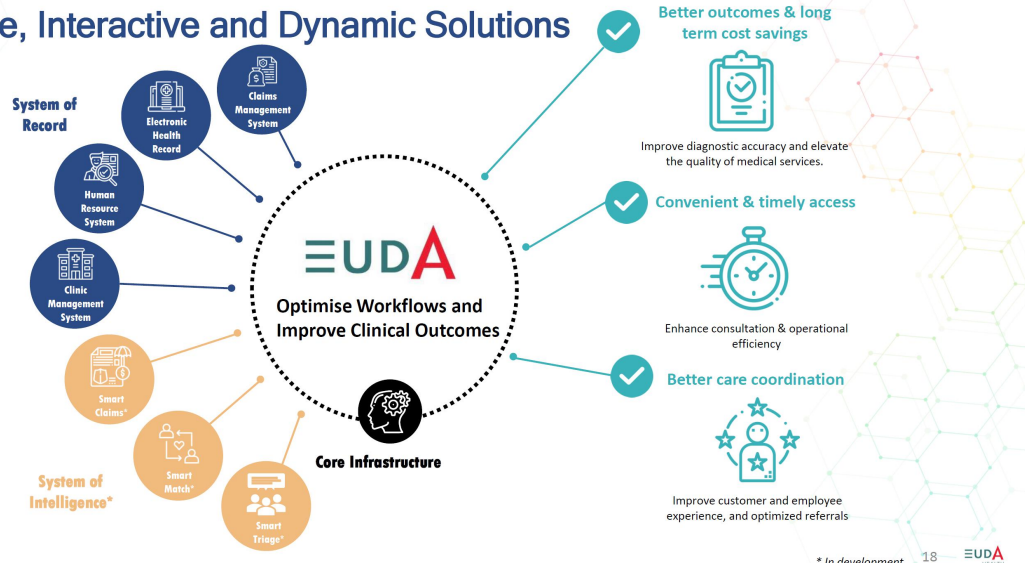 e, Interactive and Dynamic Solutions
System of
Record
Claims
Management
System
Electronic
Health
Record
Human
Resource
System
Clinic
Management
System
Smart
Claims*
Smart
Match*
Smart
Triage*
System of
Intelligence*
EUDA
Optimise Workflows and
Improve Clinical Outcomes
Core Infrastructure
Better outcomes & long
term cost savings
Improve diagnostic accuracy and elevate
the quality of medical services.
Convenient & timely access
Enhance consultation & operational
efficiency
Better care coordination
Improve customer and employee
experience, and optimized referrals
* In development
18
EUDA